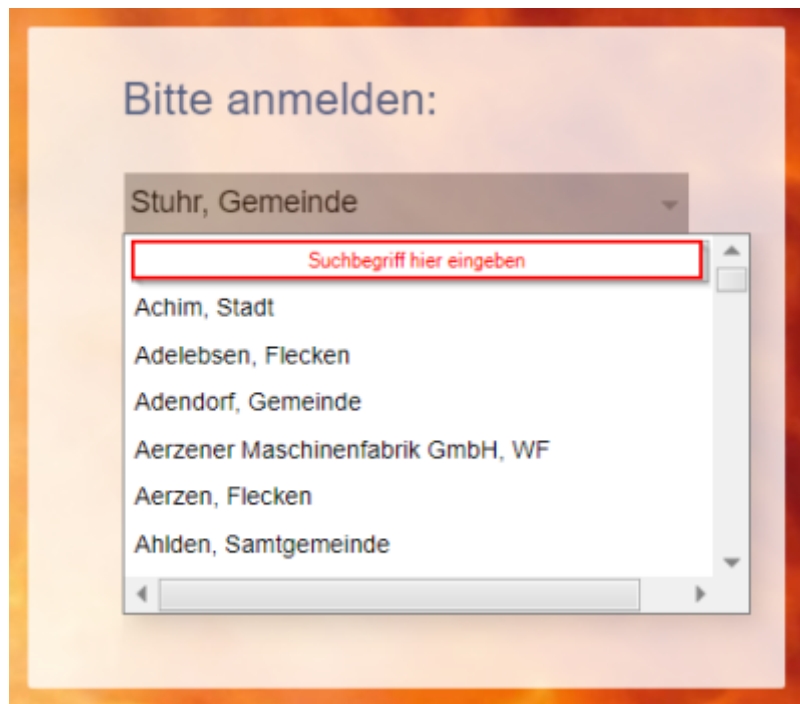 Bitte anmelden:
Stuhr, Gemeinde
Suchbegriff hier eingeben
Achim, Stadt
Adelebsen, Flecken
Adendorf, Gemeinde
Aerzener Maschinenfabrik GmbH, WF
Aerzen, Flecken
Ahlden, Samtgemeinde